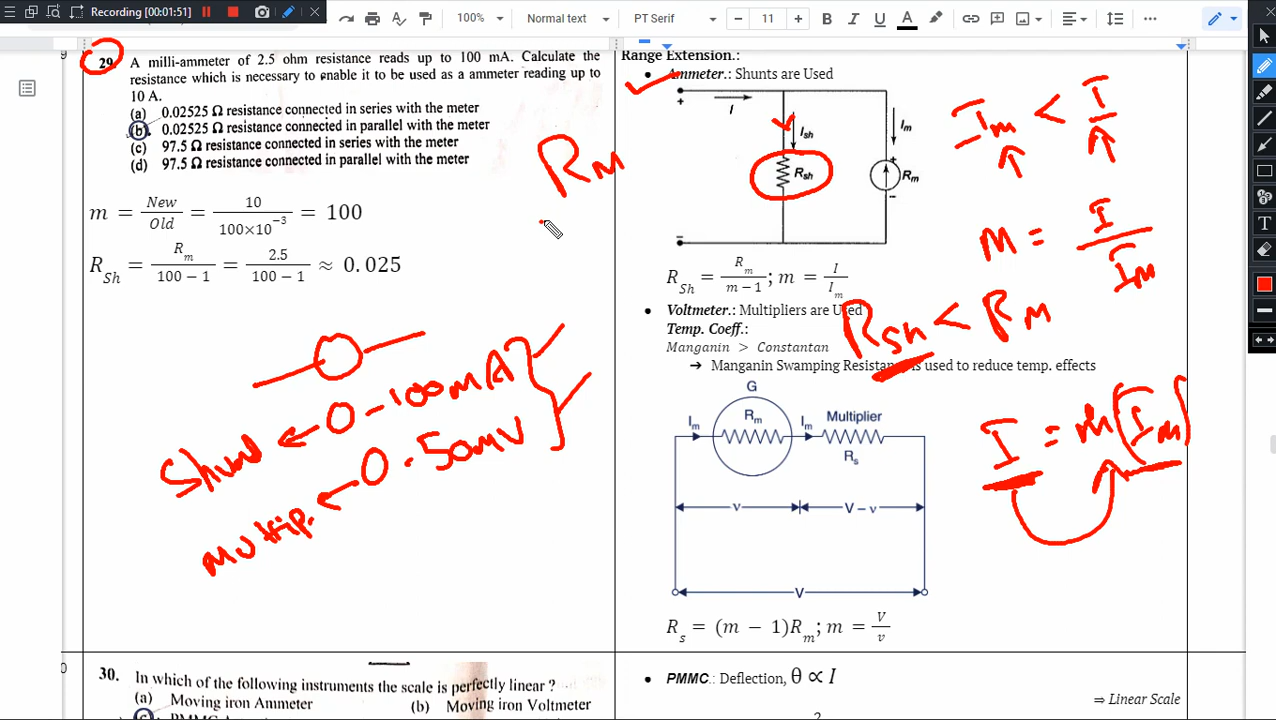 Recording [00:01:51]
100%
Normal text
PT Serif
11
B I U A
9
29
A milli-ammeter of 2.5 ohm resistance reads up to 100 mA. Calculate the
resistance which is necessary to enable it to be used as a ammeter reading up to
10 A.
(a) 0.02525 Ω resistance connected in series with the meter
(b) 0.02525 Ω resistance connected in parallel with the meter
(c) 97.5 Ω resistance connected in series with the meter
(d) 97.5 Ω resistance connected in parallel with the meter
m = New/Old = 10/100×10^-3 = 100
R_Sh = R_m/100 − 1 = 2.5/100 − 1 ≈ 0.025
R_M
0 - 100mA
Shunt
0 - 50mV
multip.
Range Extension.:
Ammeter.: Shunts are Used
I
I_sh
I_m
R_sh
R_m
R_Sh = R_m/m − 1; m = I/I_m
I_m < I
m = I/I_m
Voltmeter.: Multipliers are Used
R_sh < R_M
Temp. Coeff.:
Manganin > Constantan
➔ Manganin Swamping Resistance is used to reduce temp. effects
I = m(I_m)
G
R_m
I_m
I_m
Multiplier
R_s
v
V – v
V
R_s = (m − 1)R_m; m = V/v
0
30.
In which of the following instruments the scale is perfectly linear ?
(a) Moving iron Ammeter
(b) Moving iron Voltmeter
PMMC.: Deflection, θ ∝ I
⇒ Linear Scale